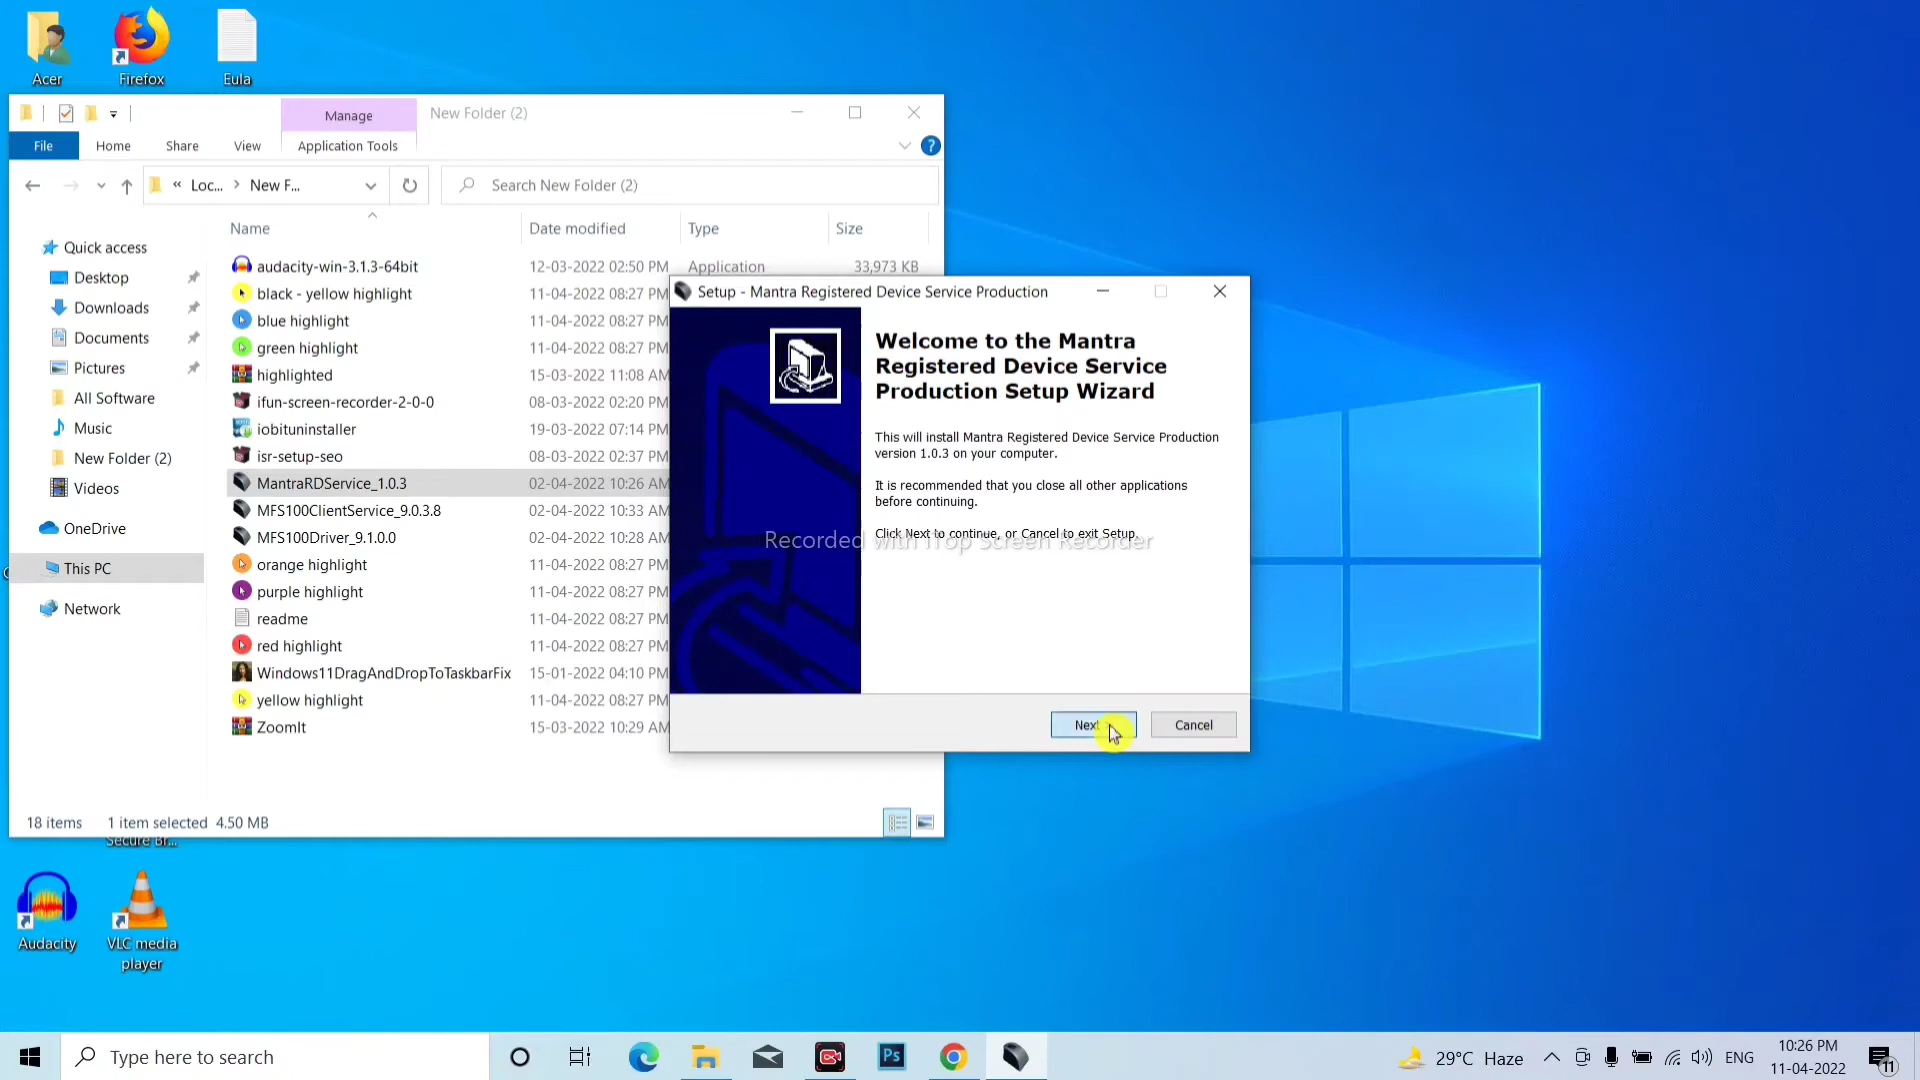 Acer
Firefox
Eula
Manage
New Folder (2)
File
Home
Share
View
Application Tools
Loc...
New F...
Search New Folder (2)
Name
Date modified
Type
Size
Quick access
Desktop
Downloads
Documents
Pictures
All Software
Music
New Folder (2)
Videos
OneDrive
This PC
Network
audacity-win-3.1.3-64bit 12-03-2022 02:50 PM Application 33,973 KB
black - yellow highlight 11-04-2022 08:27 PM
blue highlight 11-04-2022 08:27 PM
green highlight 11-04-2022 08:27 PM
highlighted 15-03-2022 11:08 AM
ifun-screen-recorder-2-0-0 08-03-2022 02:20 PM
iobituninstaller 19-03-2022 07:14 PM
isr-setup-seo 08-03-2022 02:37 PM
MantraRDService_1.0.3 02-04-2022 10:26 AM
MFS100ClientService_9.0.3.8 02-04-2022 10:33 AM
MFS100Driver_9.1.0.0 02-04-2022 10:28 AM
orange highlight 11-04-2022 08:27 PM
purple highlight 11-04-2022 08:27 PM
readme 11-04-2022 08:27 PM
red highlight 11-04-2022 08:27 PM
Windows11DragAndDropToTaskbarFix 15-01-2022 04:10 PM
yellow highlight 11-04-2022 08:27 PM
ZoomIt 15-03-2022 10:29 AM
18 items 1 item selected 4.50 MB
Setup - Mantra Registered Device Service Production
Welcome to the Mantra
Registered Device Service
Production Setup Wizard
This will install Mantra Registered Device Service Production
version 1.0.3 on your computer.
It is recommended that you close all other applications
before continuing.
Click Next to continue, or Cancel to exit Setup.
Recorded with iTop Screen Recorder
Next
Cancel
Secure Br...
Audacity
VLC media
player
Type here to search
Ps
29°C Haze
ENG
10:26 PM
11-04-2022
11